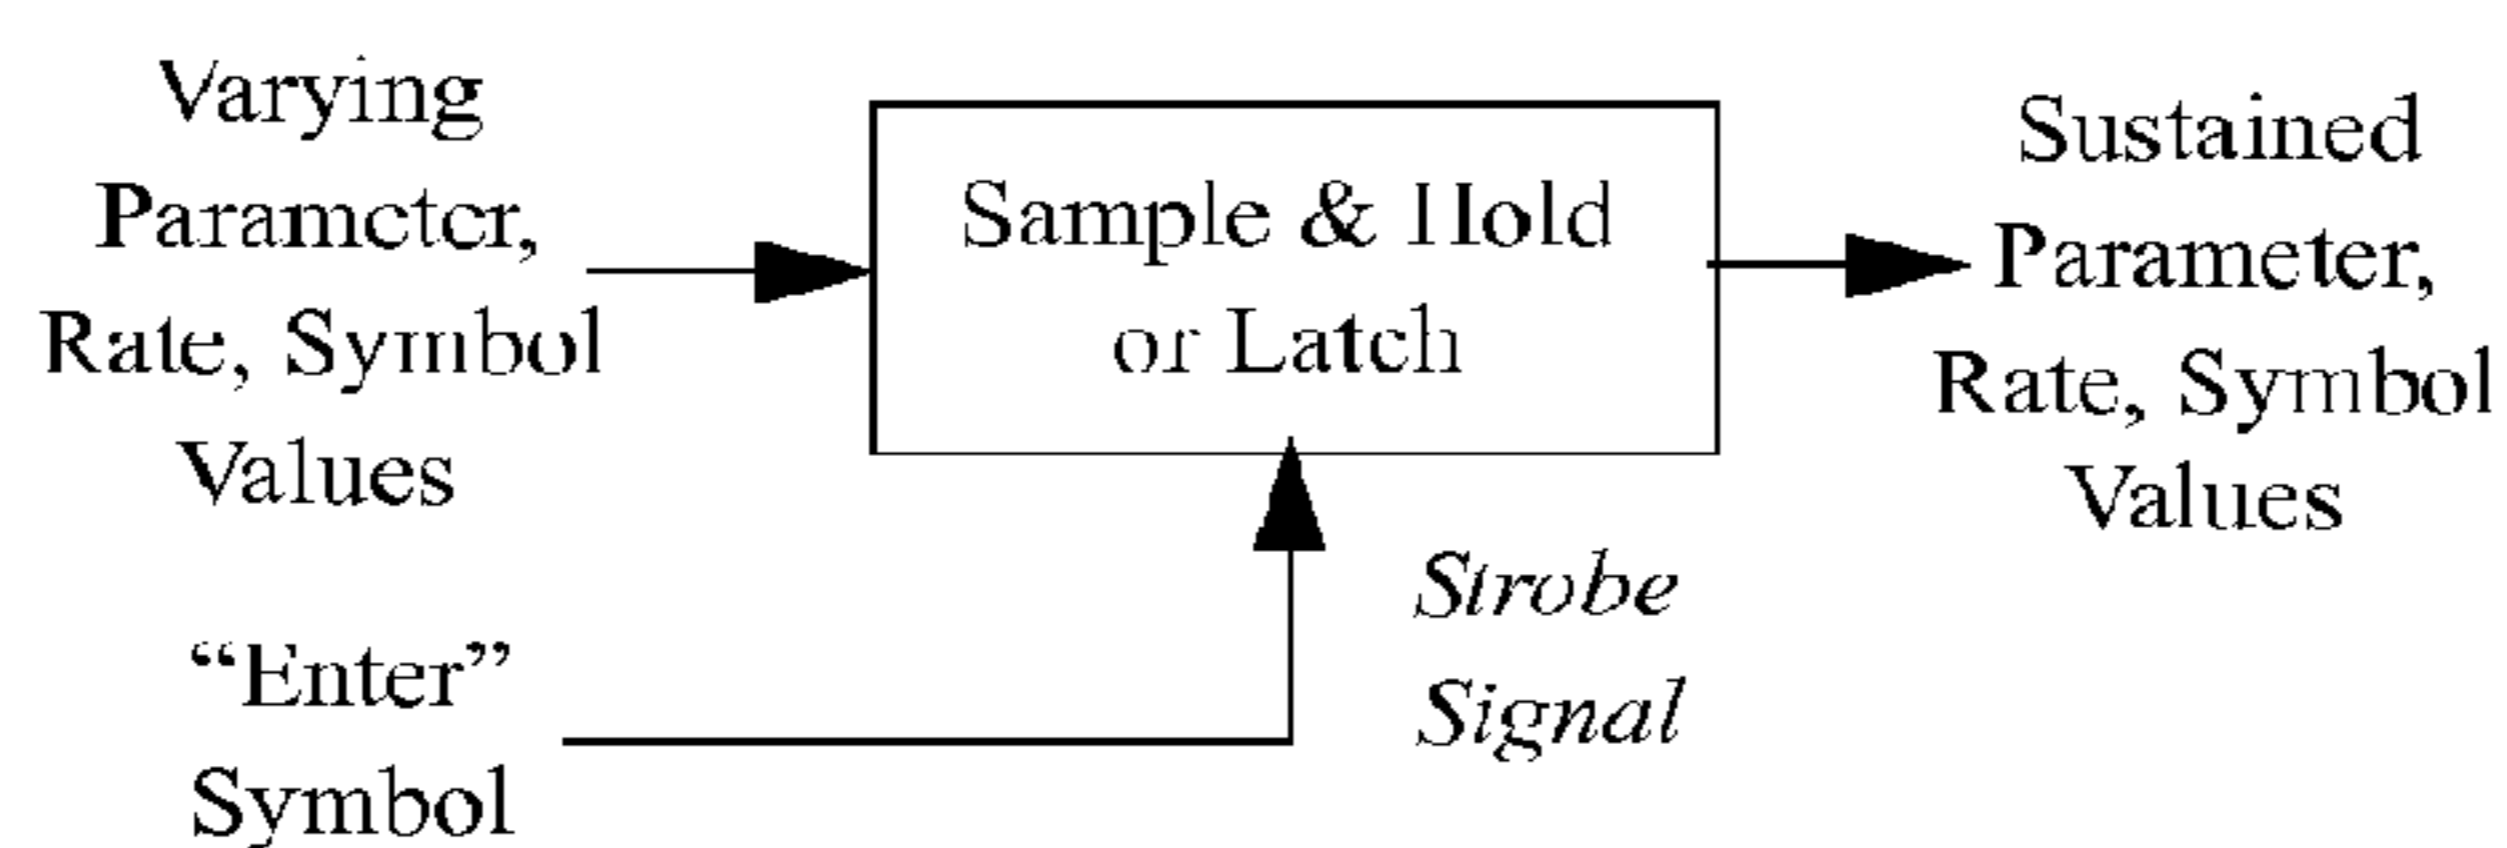 Varying
Parameter,
Rate, Symbol
Values
Sample & Hold
or Latch
Sustained
Parameter,
Rate, Symbol
Values
Strobe
Signal
“Enter”
Symbol